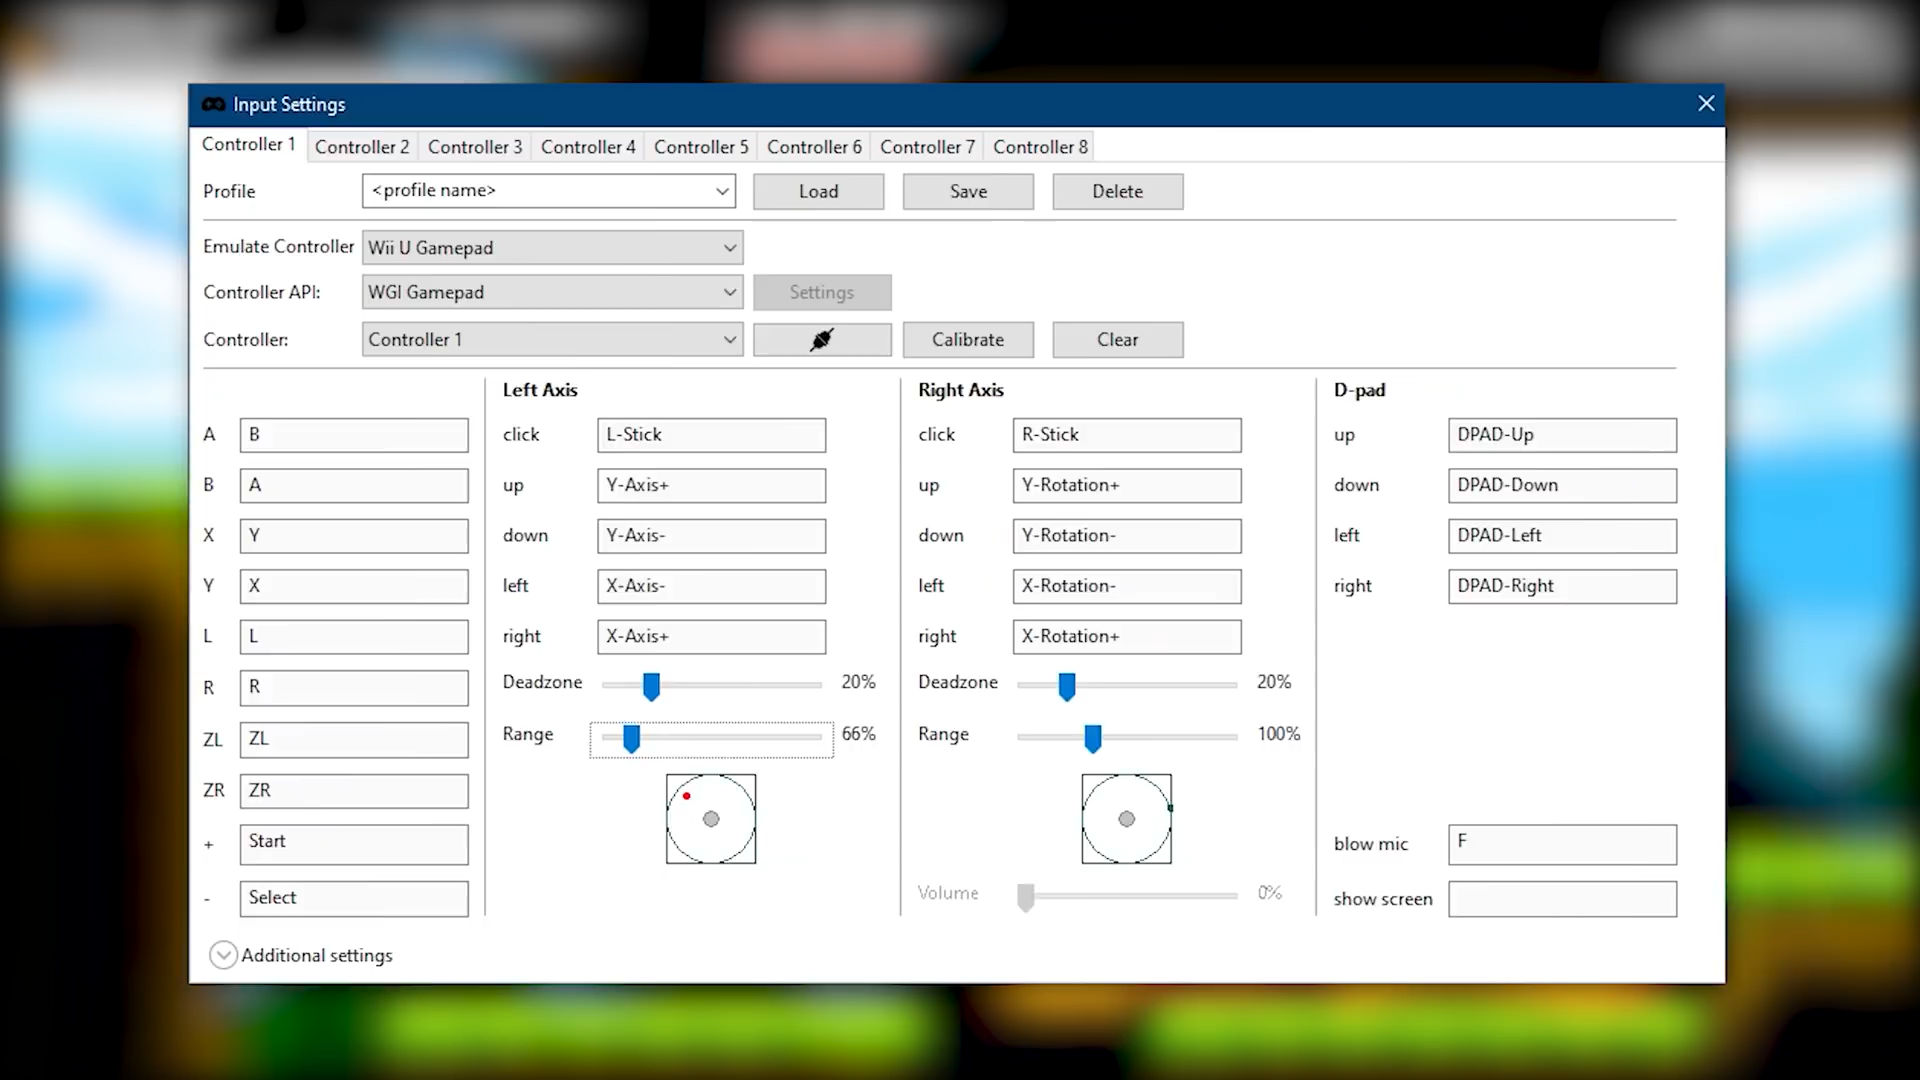 Input Settings
Controller 1 Controller 2 Controller 3 Controller 4 Controller 5 Controller 6 Controller 7 Controller 8
Profile <profile name> Load Save Delete
Emulate Controller Wii U Gamepad
Controller API: WGI Gamepad Settings
Controller: Controller 1 Calibrate Clear
Left Axis Right Axis D-pad
A B click L-Stick click R-Stick up DPAD-Up
B A up Y-Axis+ up Y-Rotation+ down DPAD-Down
X Y down Y-Axis- down Y-Rotation- left DPAD-Left
Y X left X-Axis- left X-Rotation- right DPAD-Right
L L right X-Axis+ right X-Rotation+
R R Deadzone 20% Deadzone 20%
ZL ZL Range 66% Range 100%
ZR ZR
+ Start blow mic F
- Select Volume 0% show screen
Additional settings